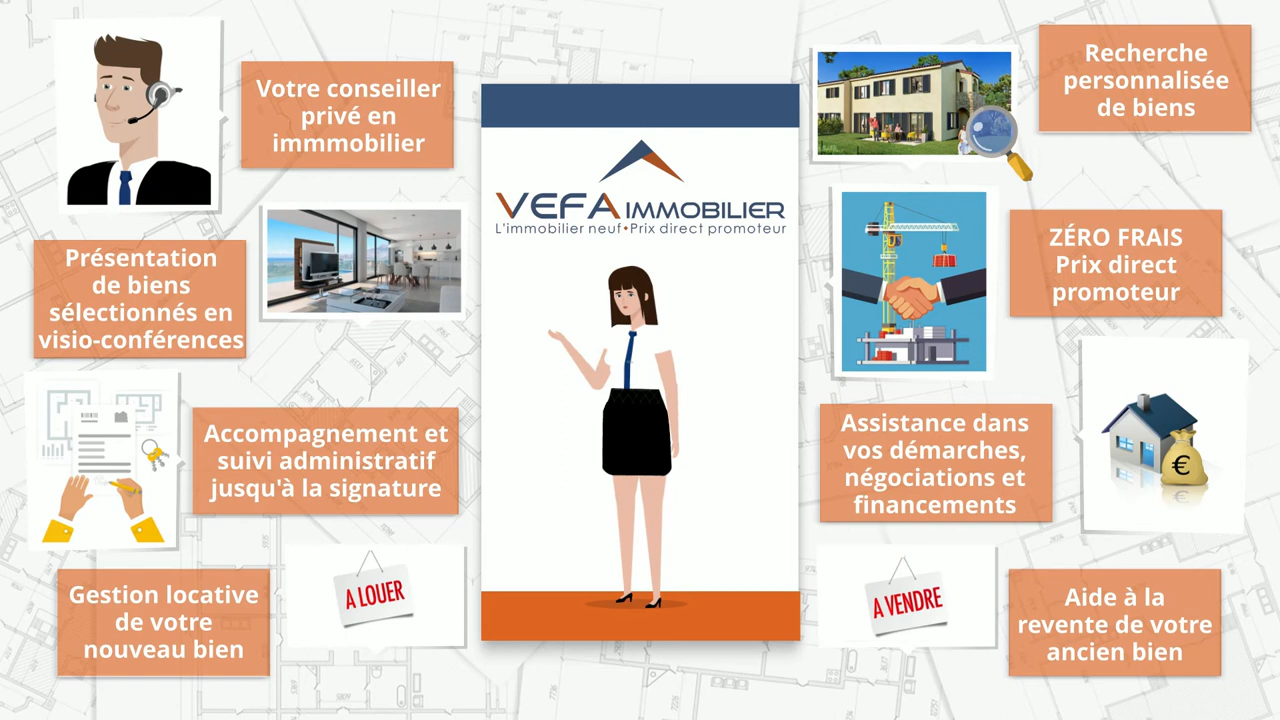 Votre conseiller
privé en
immmobilier
Présentation
de biens
sélectionnés en
visio-conférences
Accompagnement et
suivi administratif
jusqu'à la signature
Gestion locative
de votre
nouveau bien
A LOUER
VEFA IMMOBILIER
L'immobilier neuf•Prix direct promoteur
Recherche
personnalisée
de biens
ZÉRO FRAIS
Prix direct
promoteur
Assistance dans
vos démarches,
négociations et
financements
€
A VENDRE
Aide à la
revente de votre
ancien bien